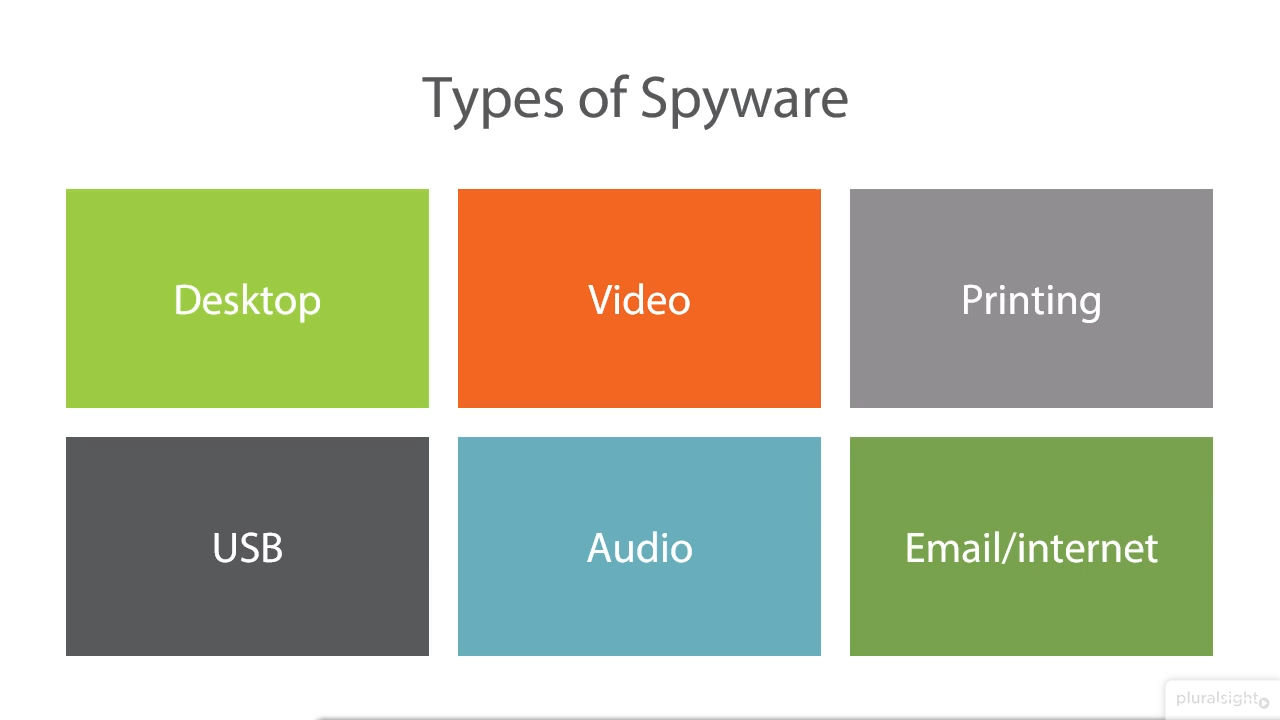 Types of Spyware
Desktop
Video
Printing
USB
Audio
Email/internet
pluralsight